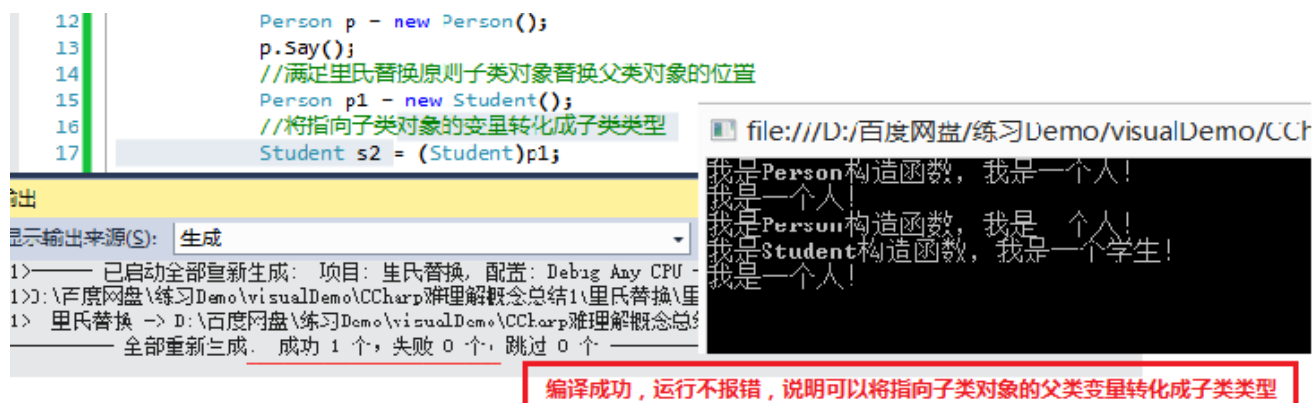 12 Person p = new Person();
13 p.Say();
14 //满足里氏替换原则子类对象替换父类对象的位置
15 Person p1 = new Student();
16 //将指向子类对象的变量转化成子类类型
17 Student s2 = (Student)p1;
file:///D:/百度网盘/练习Demo/visualDemo/CCh
我是Person构造函数, 我是一个人!
我是一个人!
我是Person构造函数, 我是一个人!
我是Student构造函数, 我是一个学生!
我是一个人!
输出
显示输出来源(S): 生成
1>—— 已启动全部重新生成: 项目: 里氏替换, 配置: Debug Any CPU -
1>D:\百度网盘\练习Demo\visualDemo\CCharp难理解概念总结1\里氏替换\里
1> 里氏替换 -> D:\百度网盘\练习Demo\visualDemo\CCharp难理解概念总结
—— 全部重新生成: 成功 1 个, 失败 0 个, 跳过 0 个 ——
编译成功，运行不报错，说明可以将指向子类对象的父类变量转化成子类类型